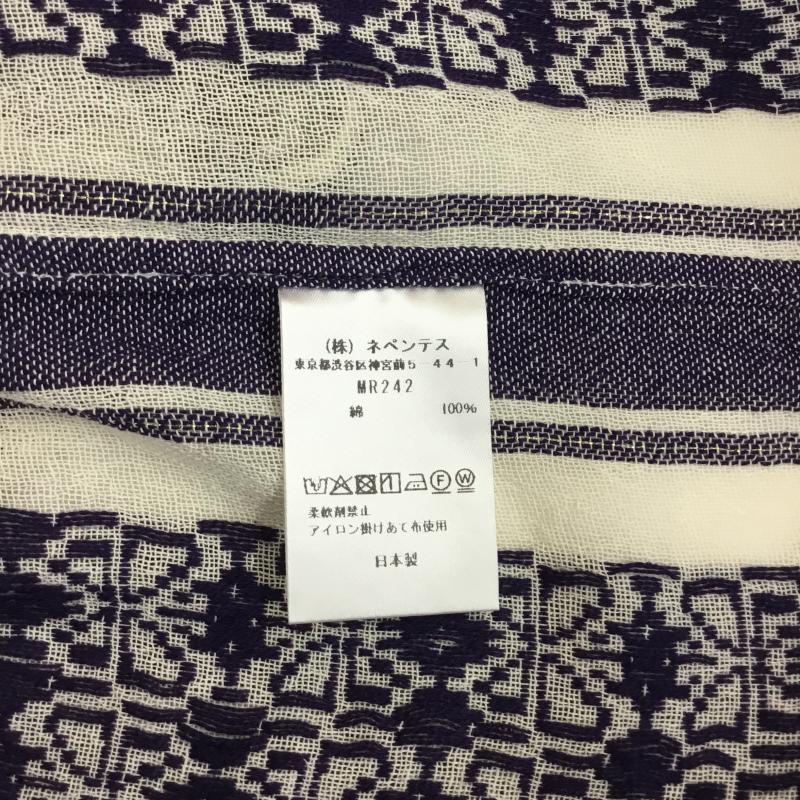 （株）ネペンテス
東京都渋谷区神宮前5-44-1
MR242
綿 100%
F W
柔軟剤禁止
アイロン掛けあて布使用
日本製